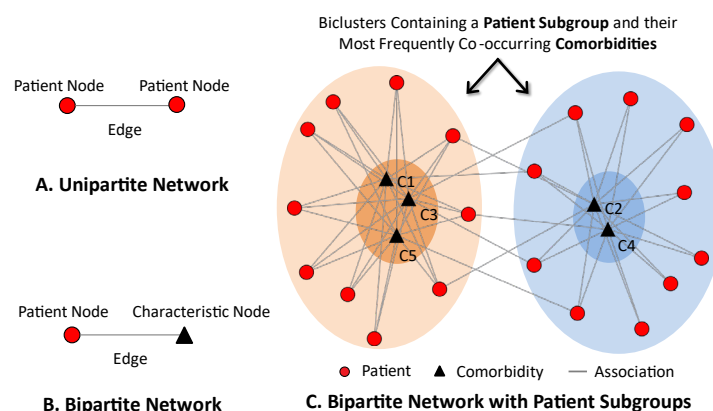 Biclusters Containing a Patient Subgroup and their
Most Frequently Co-occurring Comorbidities
Patient Node Patient Node
Edge
A. Unipartite Network
Patient Node Characteristic Node
Edge
B. Bipartite Network
C1
C3
C5
C2
C4
Patient Comorbidity Association
C. Bipartite Network with Patient Subgroups